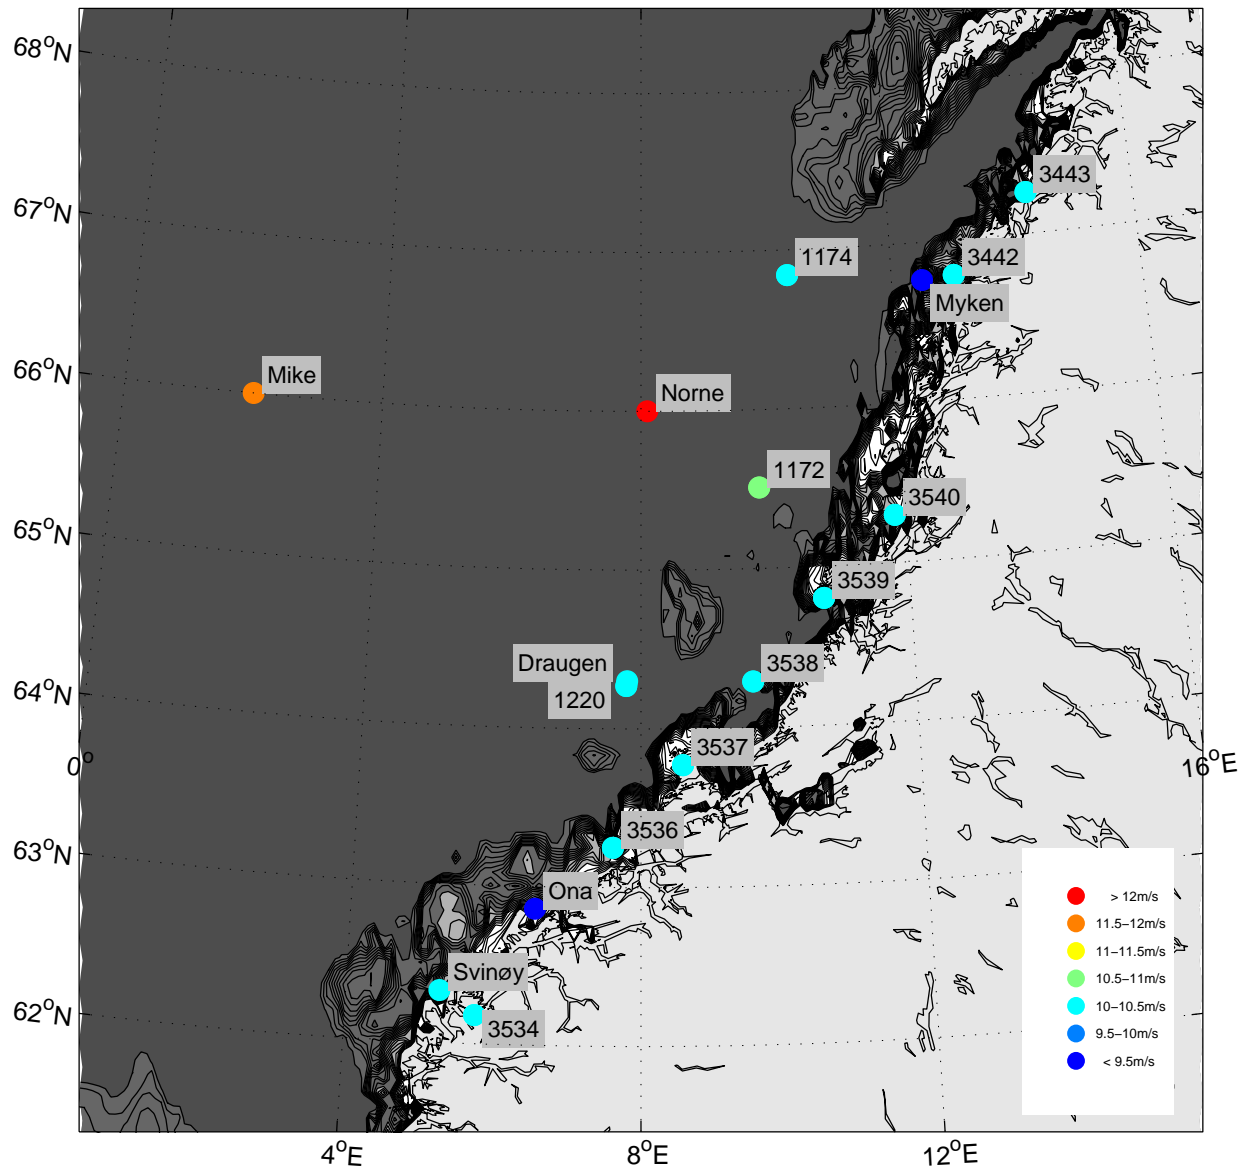 68°N
3443
67°N
1174
3442
Myken
66°N
Mike
Norne
1172
3540
65°N
3539
Draugen
3538
1220
64°N
3537
0°
16°E
3536
63°N
Ona
> 12m/s
11.5–12m/s
11–11.5m/s
10.5–11m/s
10–10.5m/s
9.5–10m/s
< 9.5m/s
Svinøy
62°N
3534
4°E
8°E
12°E